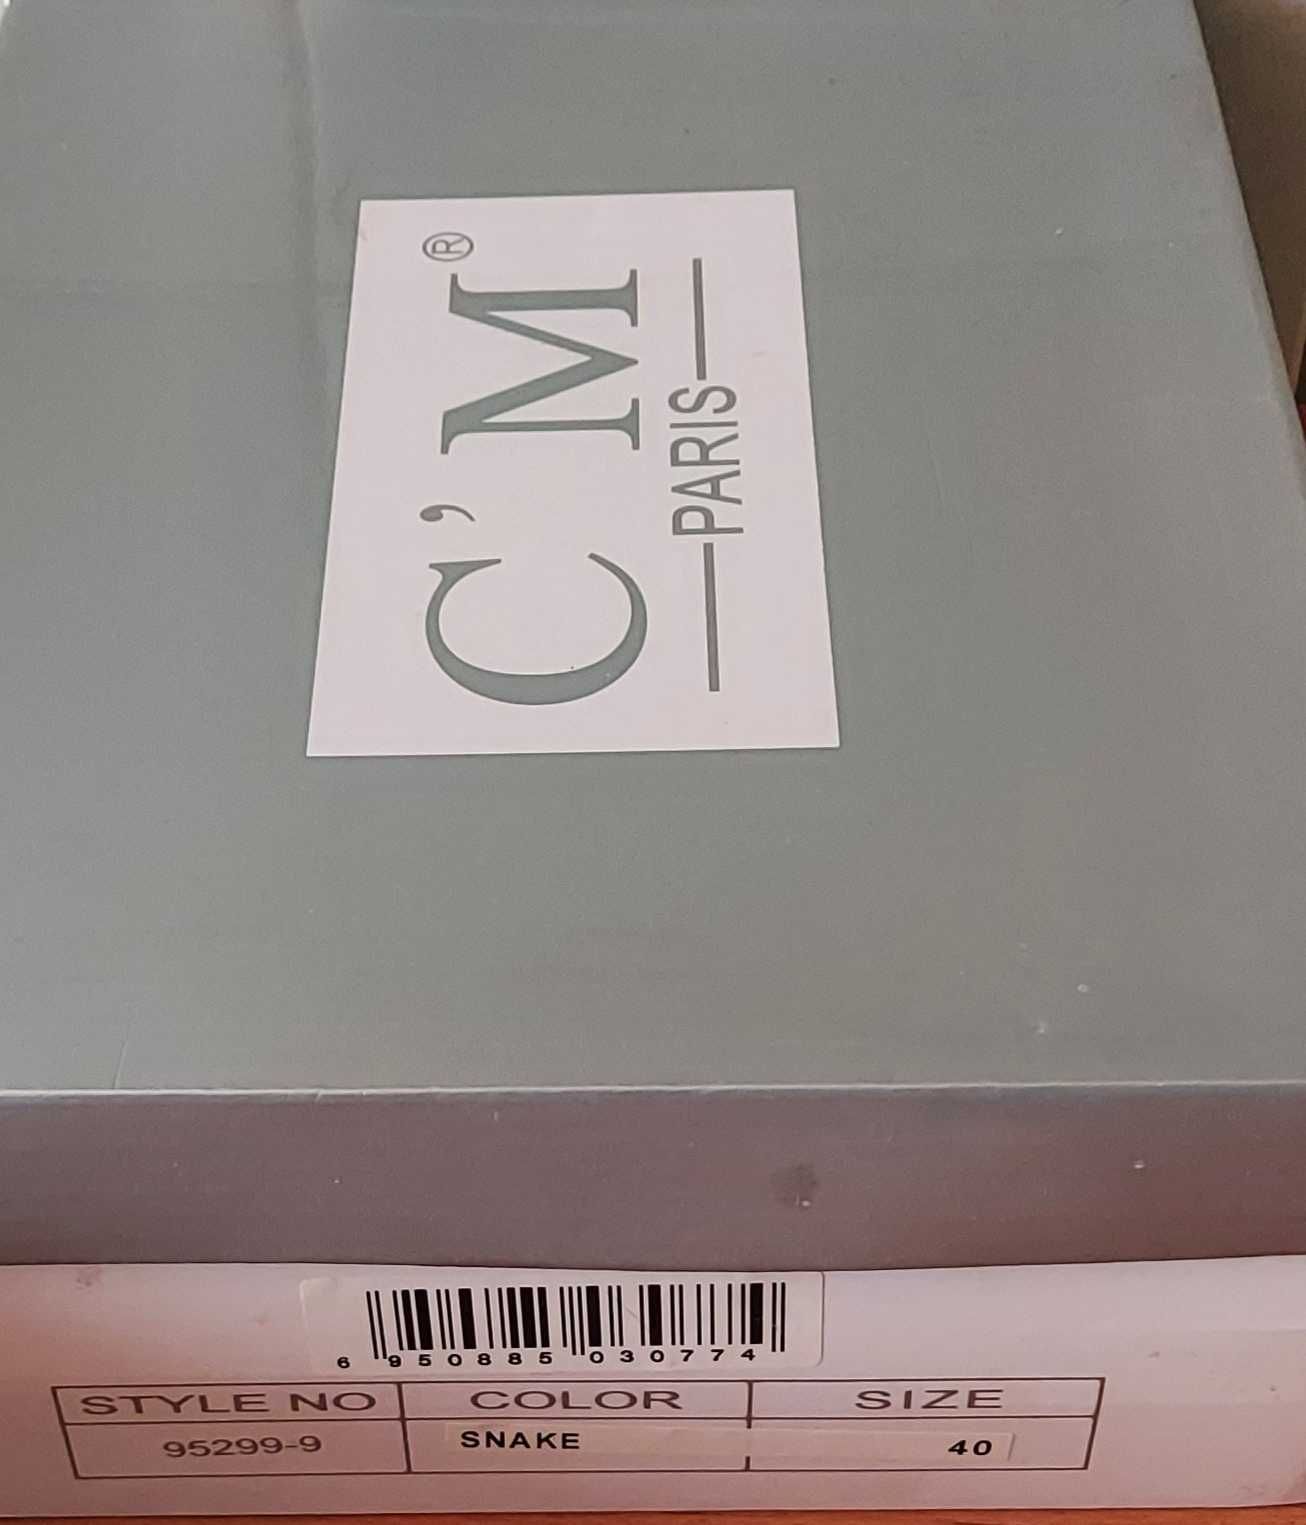 C'M®
PARIS
6 950885 030774
STYLE NO COLOR SIZE
95299-9 SNAKE 40